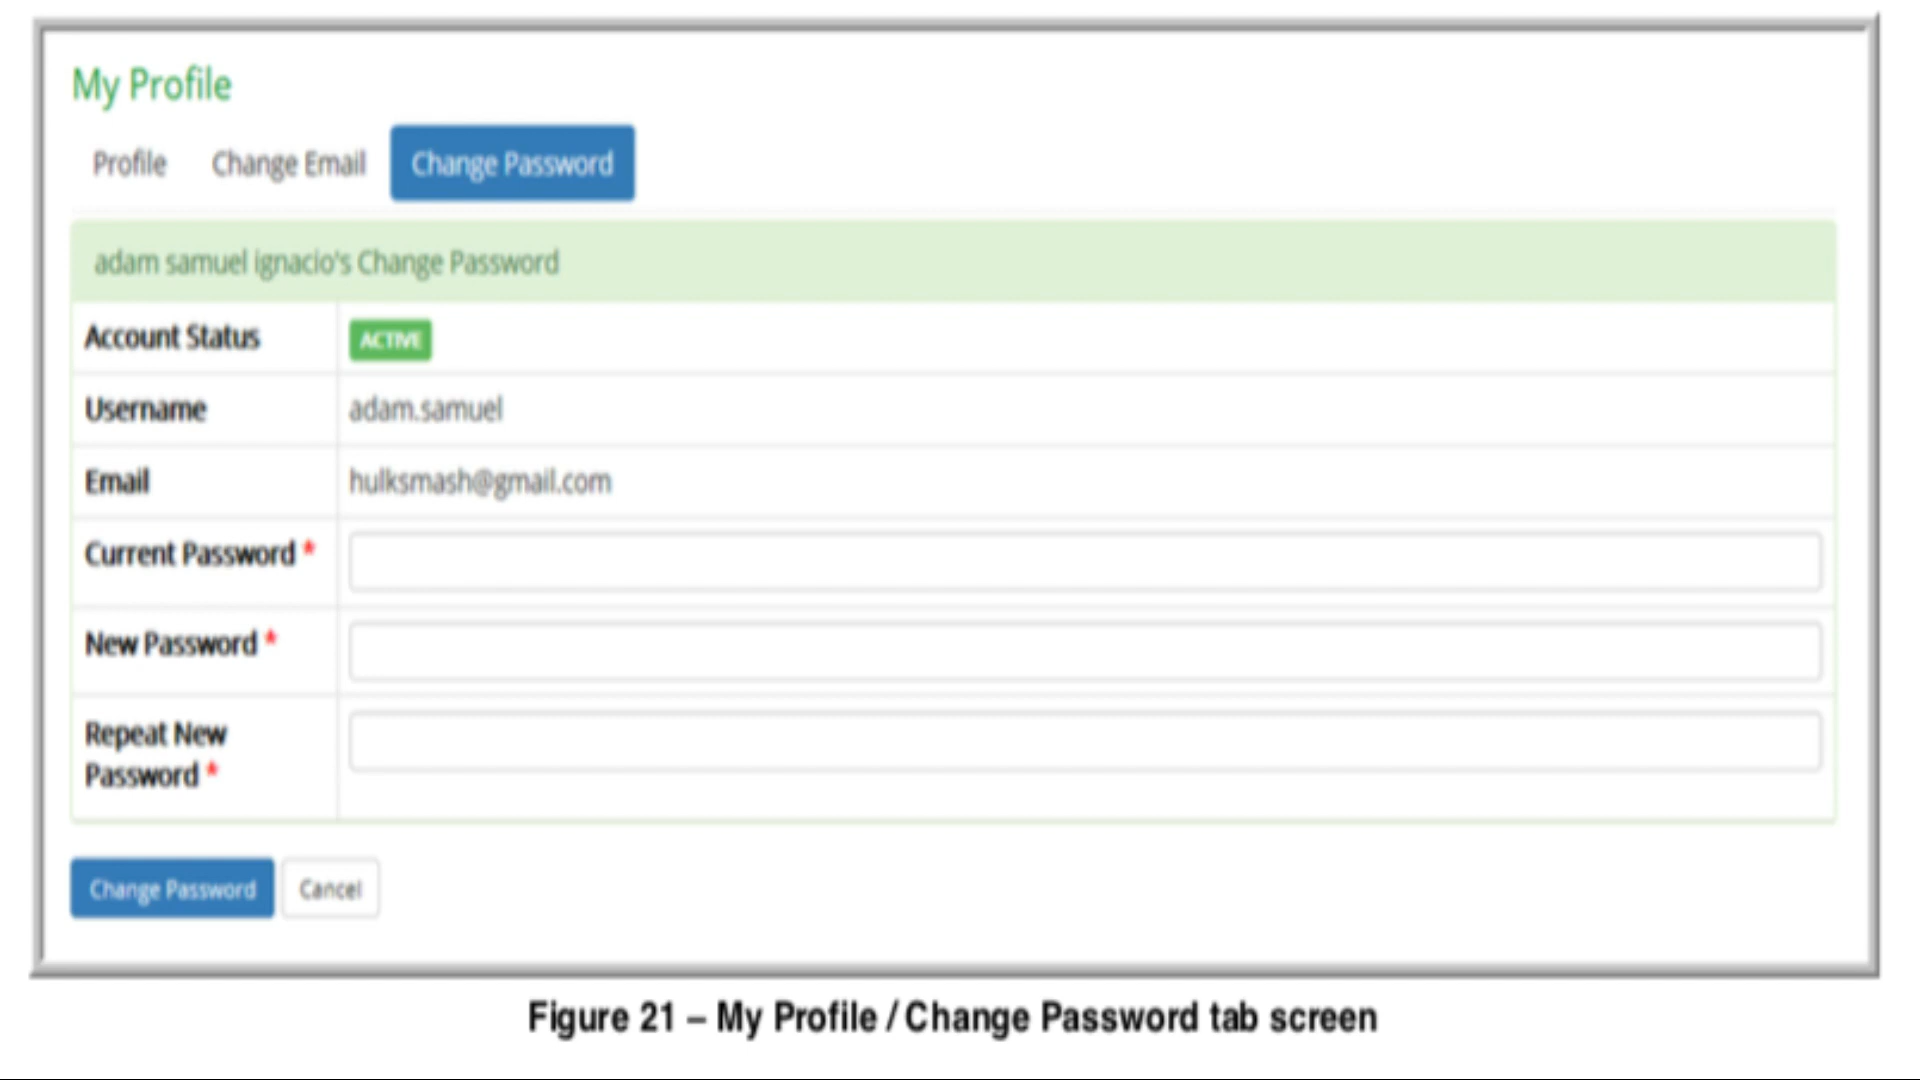 My Profile
Profile Change Email Change Password
adam samuel ignacio's Change Password
Account Status ACTIVE
Username adam.samuel
Email hulksmash@gmail.com
Current Password *
New Password *
Repeat New
Password *
Change Password Cancel
Figure 21 – My Profile / Change Password tab screen